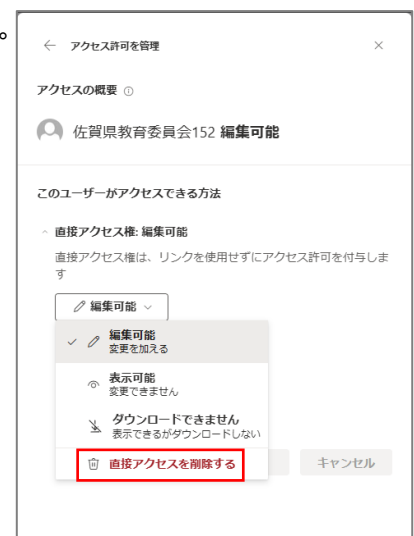 。
アクセス許可を管理
アクセスの概要
佐賀県教育委員会152 編集可能
このユーザーがアクセスできる方法
直接アクセス権: 編集可能
直接アクセス権は、リンクを使用せずにアクセス許可を付与しま
す
編集可能
編集可能
変更を加える
表示可能
変更できません
ダウンロードできません
表示できるがダウンロードしない
直接アクセスを削除する
キャンセル